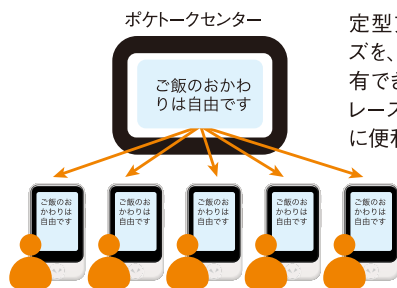 ポケトークセンター
ご飯のおかわ
りは自由です
定型
ズを、
有でき
レース
に便利
ご飯のお
かわりは
自由です
ご飯のお
かわりは
自由です
ご飯のお
かわりは
自由です
ご飯のお
かわりは
自由です
ご飯のお
かわりは
自由です